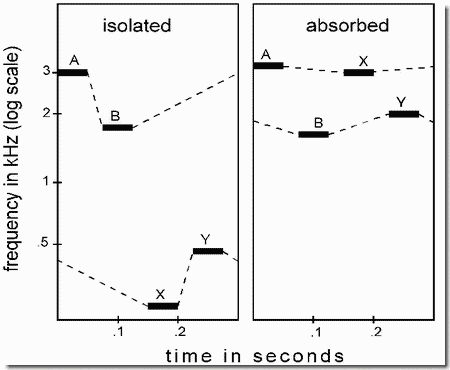 isolated
absorbed
A
B
X
Y
A
X
B
Y
frequency in kHz (log scale)
3
2
1
.5
.1
.2
.1
.2
time in seconds